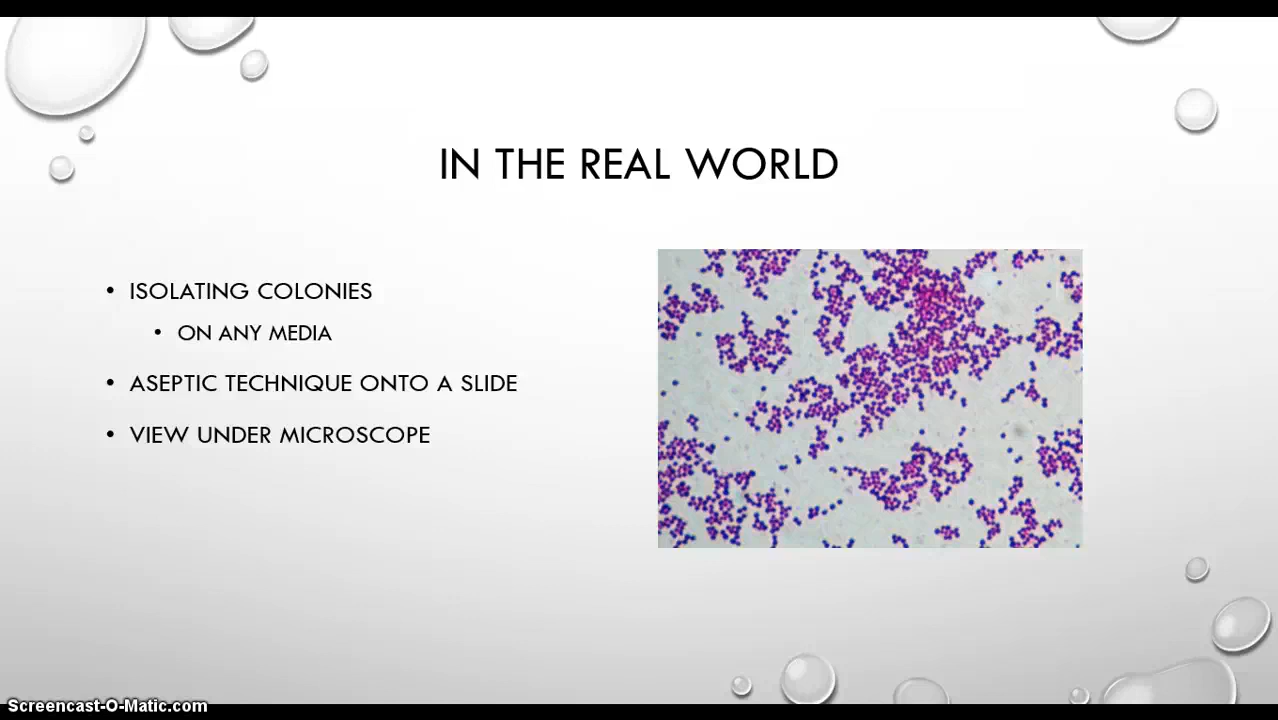 IN THE REAL WORLD
• ISOLATING COLONIES
• ON ANY MEDIA
• ASEPTIC TECHNIQUE ONTO A SLIDE
• VIEW UNDER MICROSCOPE
Screencast-O-Matic.com